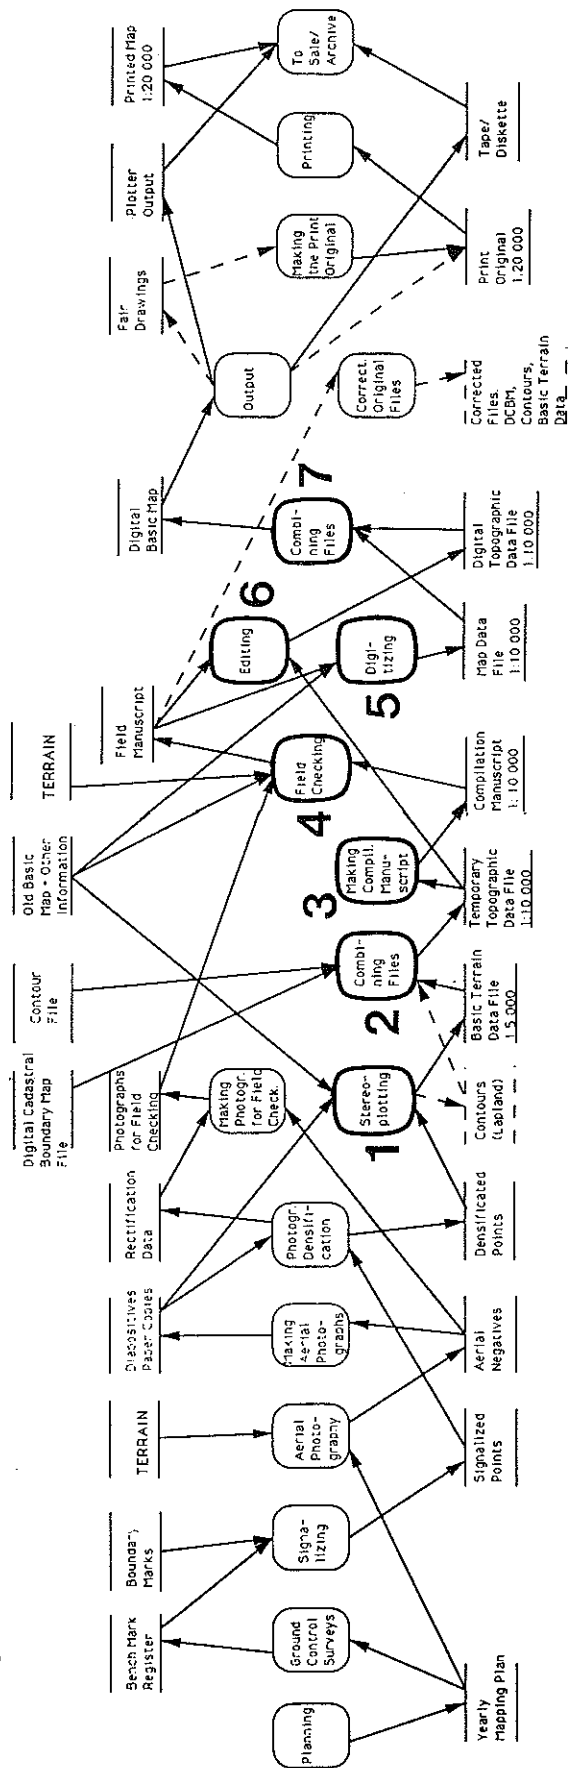 Bench Mark
Register
Boundary
Marks
TERRAIN
Diapositives
Paper Copies
Rectification
Data
Photographs
for Field
Checking
Digital Cadastral
Boundary Map
File
Contour
File
Old Basic
Map - Other
Information
TERRAIN
Field
Manuscript
Digital
Basic Map
Fair
Drawings
Plotter
Output
Printed Map
1:20 000
Planning
Ground
Control
Surveys
Signa-
lizing
Aerial
Photo-
graphy
Making
Aerial
Photo-
graphs
Photogr.
Densifi-
cation
Making
Photogr.
for Field
Check.
1
Stereo-
plotting
2
Combi-
ning
Files
3
Making
Compil.
Manu-
script
4
Field
Checking
5
Digi-
tizing
6
Editing
7
Combi-
ning
Files
Output
Correct.
Original
Files
Making
the Print
Original
Printing
To
Sale/
Archive
Yearly
Mapping Plan
Signalized
Points
Aerial
Negatives
Densificated
Points
Contours
(Lapland)
Basic Terrain
Data File
1:5 000
Temporary
Topographic
Data File
1:10 000
Compilation
Manuscript
1:10 000
Map Data
File
1:10 000
Digital
Topographic
Data File
1:10 000
Corrected
Files.
DCBM,
Contours,
Basic Terrain
Data
Print
Original
1:20 000
Tape/
Diskette